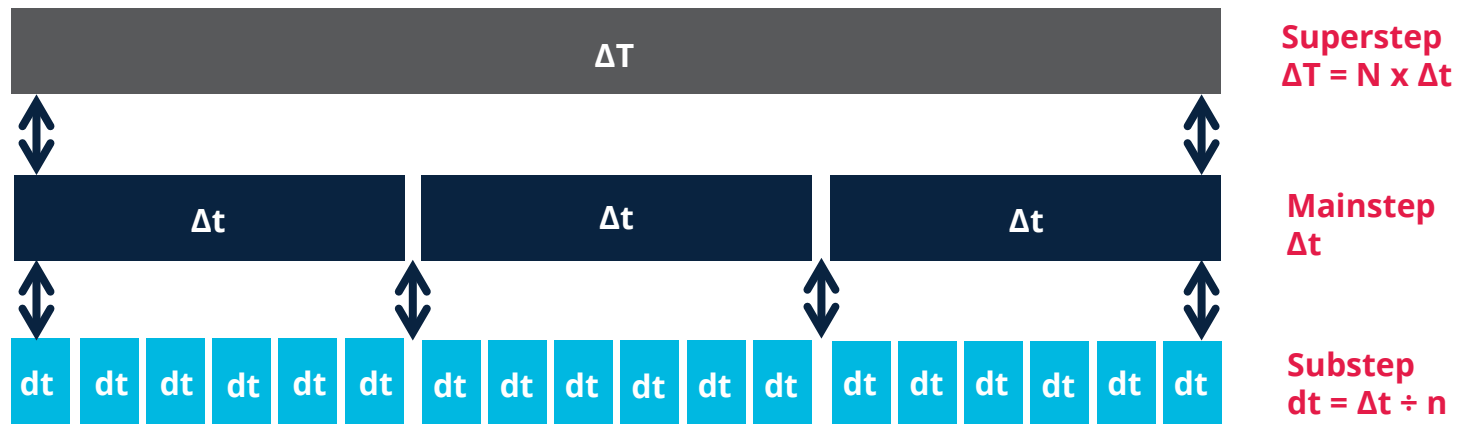 ΔT
Superstep
ΔT = N x Δt
Δt
Δt
Δt
Mainstep
Δt
dt dt dt dt dt dt dt dt dt dt dt dt dt dt dt dt dt dt
Substep
dt = Δt ÷ n